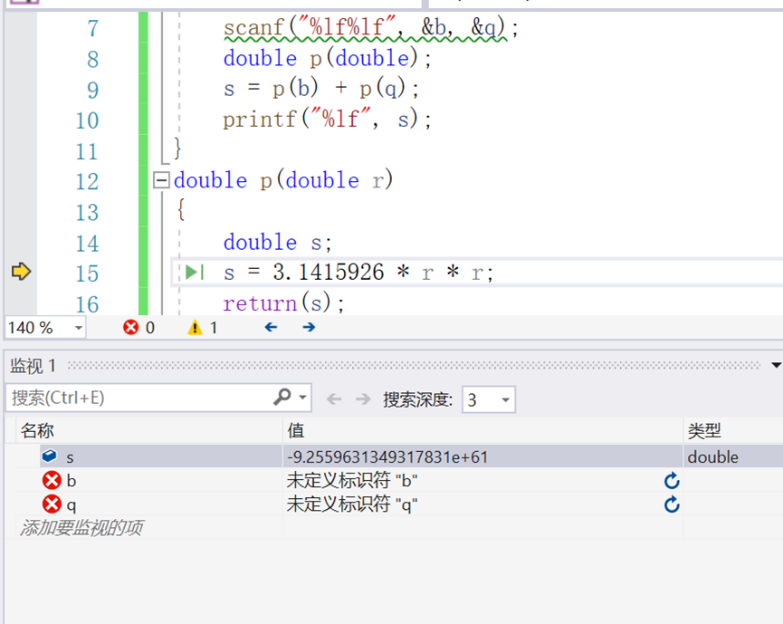 7 scanf("%lf%lf", &b, &q);
8 double p(double);
9 s = p(b) + p(q);
10 printf("%lf", s);
11 }
12 double p(double r)
13 {
14 double s;
15 s = 3.1415926 * r * r;
16 return(s);
140 % 0 1
监视 1
搜索(Ctrl+E) 搜索深度: 3
名称 值 类型
s -9.2559631349317831e+61 double
b 未定义标识符 "b"
q 未定义标识符 "q"
添加要监视的项